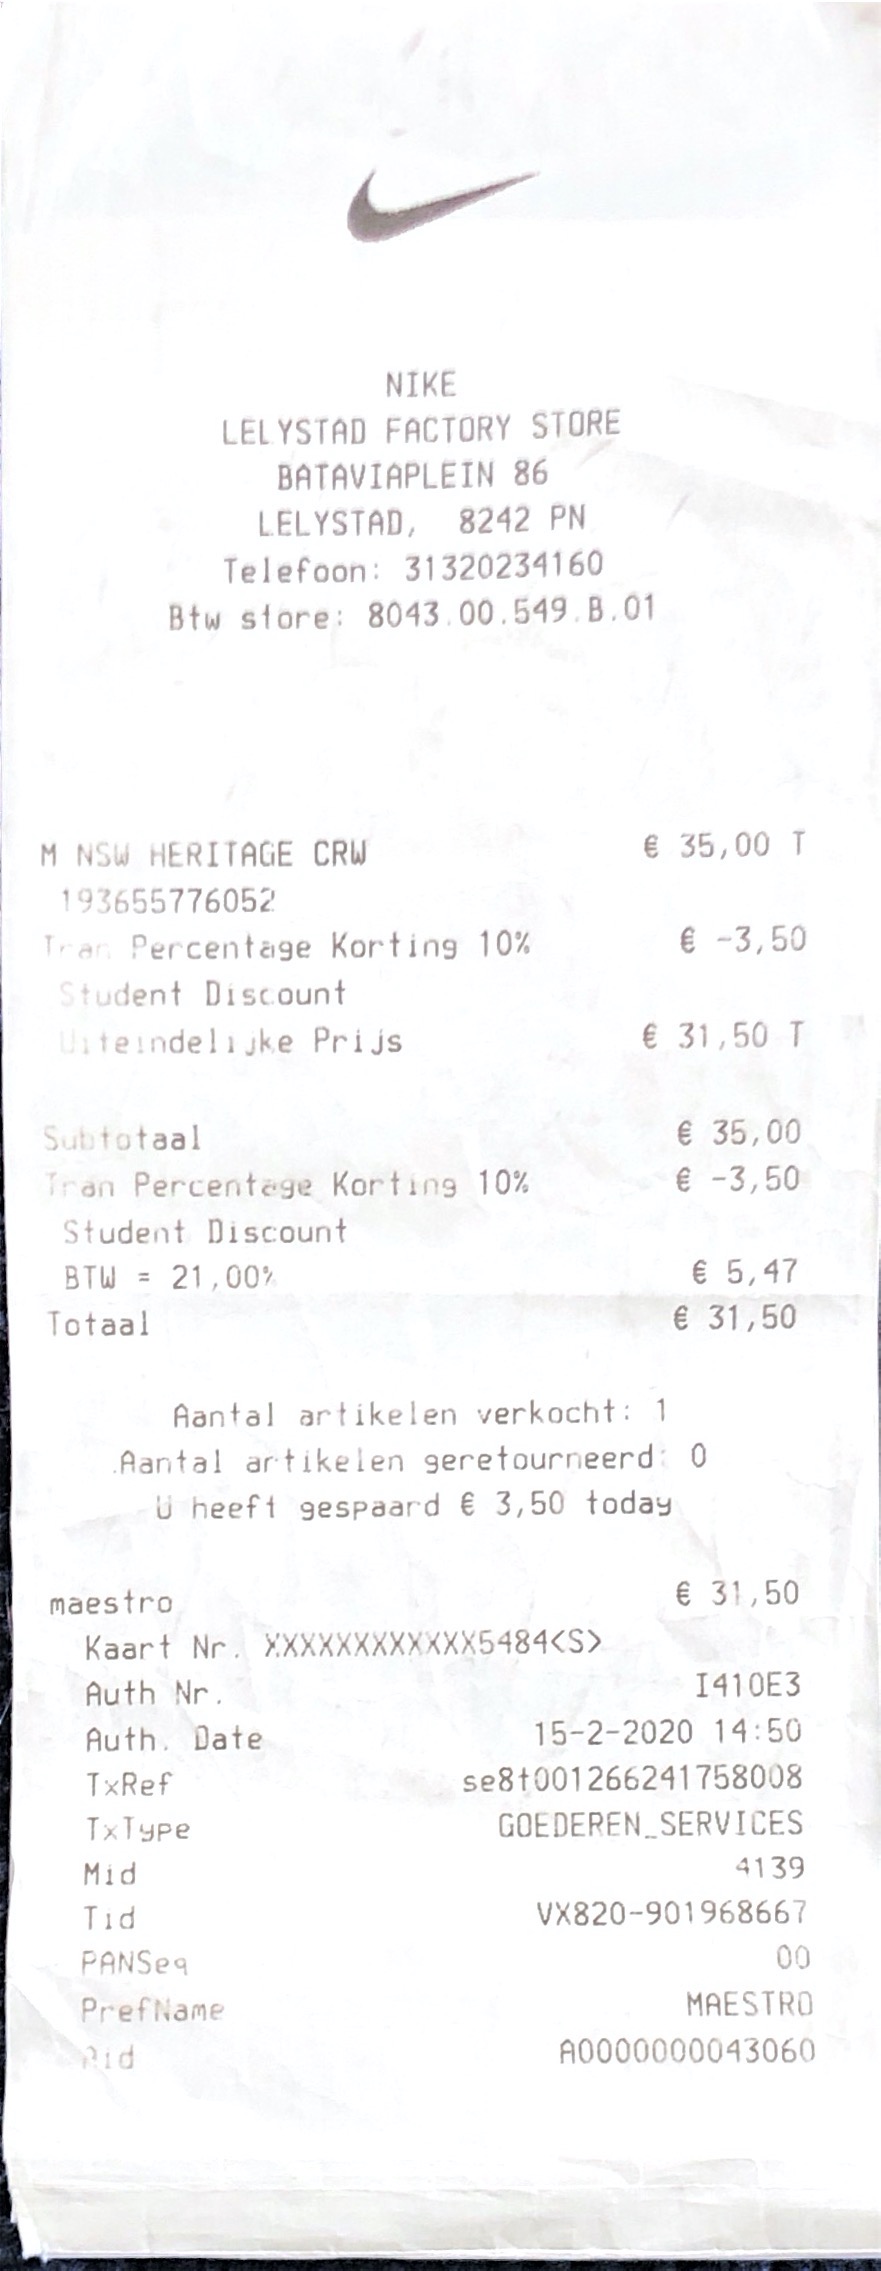 NIKE
LELYSTAD FACTORY STORE
BATAVIAPLEIN 86
LELYSTAD, 8242 PN
Telefoon: 31320234160
Btw store: 8043.00.549.B.01
M NSW HERITAGE CRW € 35,00 T
193655776052
Tran Percentage Korting 10% € -3,50
Student Discount
Uiteindelijke Prijs € 31,50 T
Subtotaal € 35,00
Tran Percentage Korting 10% € -3,50
Student Discount
BTW = 21,00% € 5,47
Totaal € 31,50
Aantal artikelen verkocht: 1
Aantal artikelen geretourneerd: 0
U heeft gespaard € 3,50 today
maestro € 31,50
Kaart Nr. XXXXXXXXXXXX5484<S>
Auth Nr. I410E3
Auth. Date 15-2-2020 14:50
TxRef se8t001266241758008
TxType GOEDEREN_SERVICES
Mid 4139
Tid VX820-901968667
PANSeq 00
PrefName MAESTRO
Aid A0000000043060